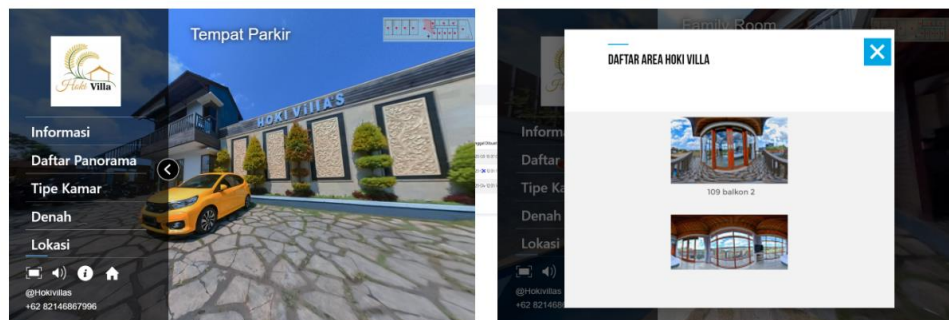 Tempat Parkir
Hoki Villa
HOKI VILLA'S
Informasi
Daftar Panorama
Tipe Kamar
Denah
Lokasi
@Hokivillas
+62 82146867996
Family Room
DAFTAR AREA HOKI VILLA
Inform
Daftar
Tipe Ka
Denah
Lokasi
109 balkon 2
@Hokivillas
+62 821468